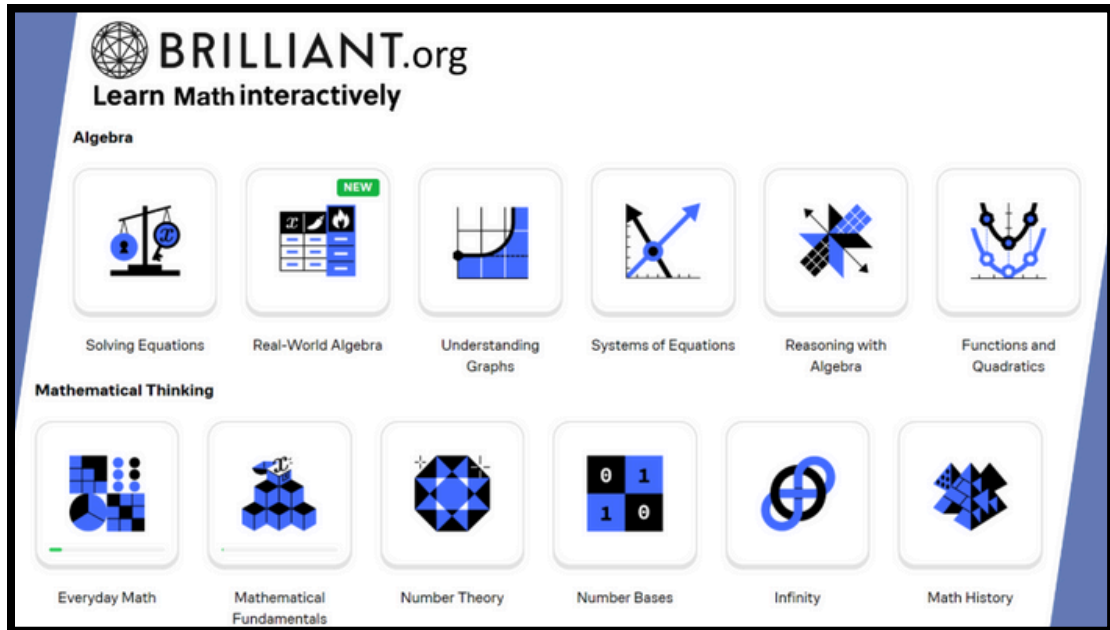 BRILLIANT.org
Learn Math interactively
Algebra
NEW
x
x
Solving Equations
Real-World Algebra
Understanding
Graphs
Systems of Equations
Reasoning with
Algebra
Functions and
Quadratics
Mathematical Thinking
x
0 1
1 0
Everyday Math
Mathematical
Fundamentals
Number Theory
Number Bases
Infinity
Math History